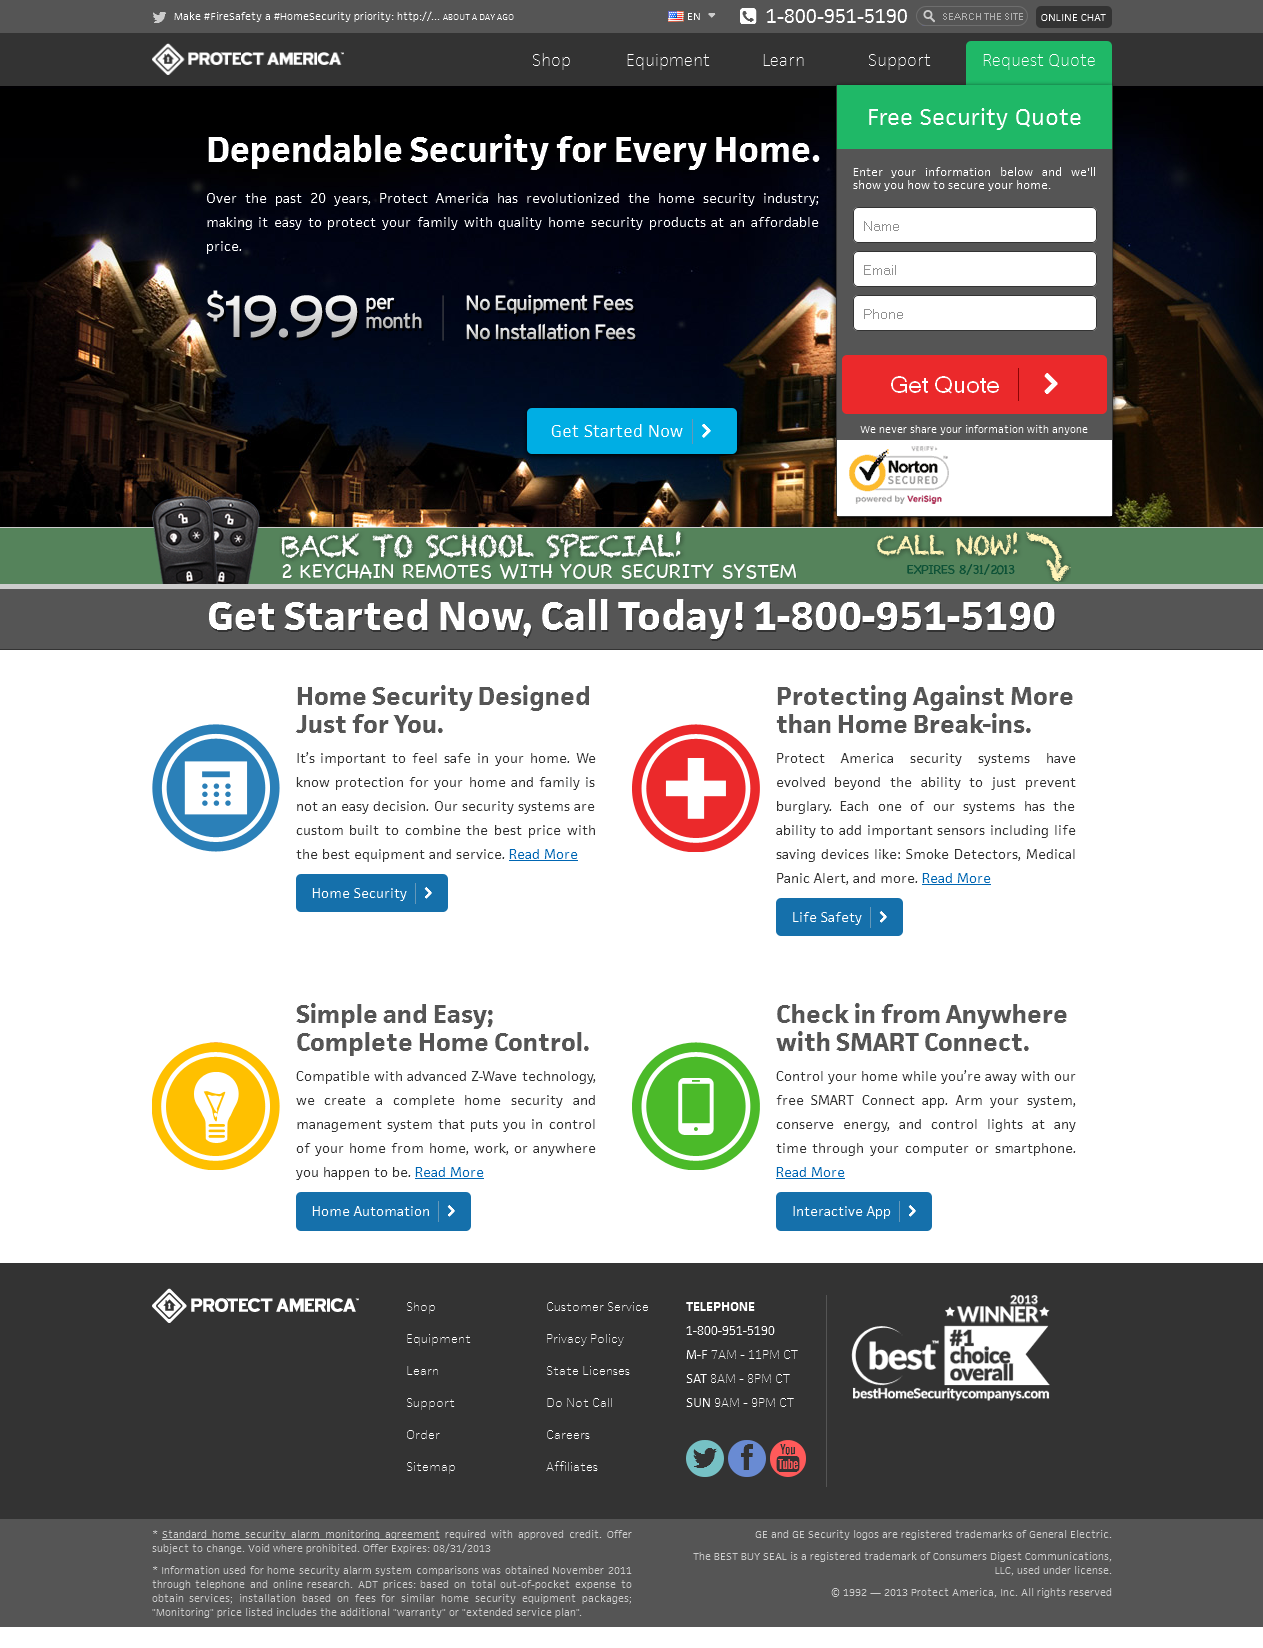 Make #FireSafety a #HomeSecurity priority: http://... ABOUT A DAY AGO
EN
1-800-951-5190
SEARCH THE SITE
ONLINE CHAT
PROTECT AMERICA
Shop
Equipment
Learn
Support
Request Quote
Free Security Quote
Enter your information below and we'll
show you how to secure your home.
Name
Email
Phone
Get Quote
We never share your information with anyone
VERIFY
Norton
SECURED
powered by VeriSign
Dependable Security for Every Home.
Over the past 20 years, Protect America has revolutionized the home security industry;
making it easy to protect your family with quality home security products at an affordable
price.
$19.99 per month
No Equipment Fees
No Installation Fees
Get Started Now
BACK TO SCHOOL SPECIAL!
2 KEYCHAIN REMOTES WITH YOUR SECURITY SYSTEM
CALL NOW!
EXPIRES 8/31/2013
Get Started Now, Call Today! 1-800-951-5190
Home Security Designed
Just for You.
It's important to feel safe in your home. We
know protection for your home and family is
not an easy decision. Our security systems are
custom built to combine the best price with
the best equipment and service. Read More
Home Security
Protecting Against More
than Home Break-ins.
Protect America security systems have
evolved beyond the ability to just prevent
burglary. Each one of our systems has the
ability to add important sensors including life
saving devices like: Smoke Detectors, Medical
Panic Alert, and more. Read More
Life Safety
Simple and Easy;
Complete Home Control.
Compatible with advanced Z-Wave technology,
we create a complete home security and
management system that puts you in control
of your home from home, work, or anywhere
you happen to be. Read More
Home Automation
Check in from Anywhere
with SMART Connect.
Control your home while you're away with our
free SMART Connect app. Arm your system,
conserve energy, and control lights at any
time through your computer or smartphone.
Read More
Interactive App
PROTECT AMERICA
Shop
Equipment
Learn
Support
Order
Sitemap
Customer Service
Privacy Policy
State Licenses
Do Not Call
Careers
Affiliates
TELEPHONE
1-800-951-5190
M-F 7AM - 11PM CT
SAT 8AM - 8PM CT
SUN 9AM - 9PM CT
You
Tube
2013
WINNER
best™
#1
choice
overall
bestHomeSecuritycompanys.com
* Standard home security alarm monitoring agreement required with approved credit. Offer
subject to change. Void where prohibited. Offer Expires: 08/31/2013
* Information used for home security alarm system comparisons was obtained November 2011
through telephone and online research. ADT prices: based on total out-of-pocket expense to
obtain services; installation based on fees for similar home security equipment packages;
"Monitoring" price listed includes the additional "warranty" or "extended service plan".
GE and GE Security logos are registered trademarks of General Electric.
The BEST BUY SEAL is a registered trademark of Consumers Digest Communications,
LLC, used under license.
© 1992 — 2013 Protect America, Inc. All rights reserved